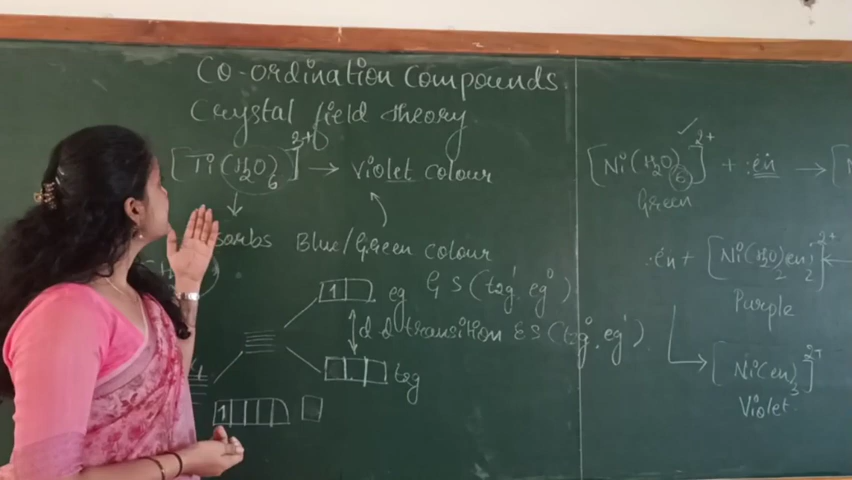 Co-ordination Compounds
Crystal field theory
[Ti(H2O)6]3+ → violet colour
Blue/Green colour
1 eg GS(t2g1, eg0)
d d transition ES(t2g0, eg1)
t2g
1
[Ni(H2O)6]2+ + :en →
Green
:en + [Ni(H2O)2en2]2+ ←
Purple
[Ni(en)3]2+
Violet